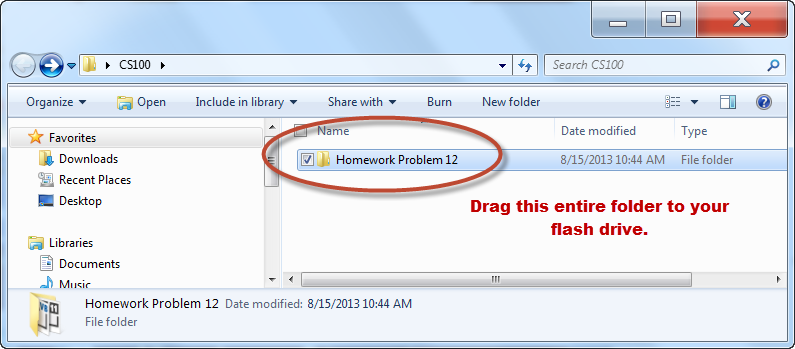 CS100
Search CS100
Organize Open Include in library Share with Burn New folder
Name Date modified Type
Favorites
Downloads
Recent Places
Desktop
Libraries
Documents
Music
Homework Problem 12 8/15/2013 10:44 AM File folder
Drag this entire folder to your
flash drive.
Homework Problem 12 Date modified: 8/15/2013 10:44 AM
File folder